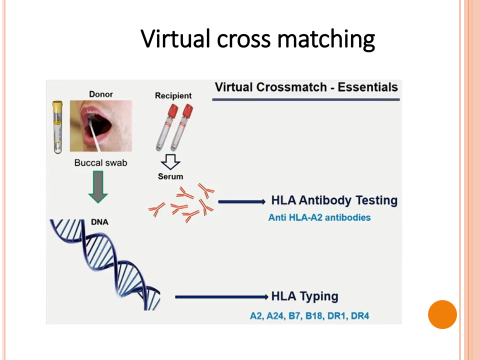 Virtual cross matching
Virtual Crossmatch - Essentials
Donor
Recipient
Buccal swab
Serum
HLA Antibody Testing
Anti HLA-A2 antibodies
DNA
HLA Typing
A2, A24, B7, B18, DR1, DR4